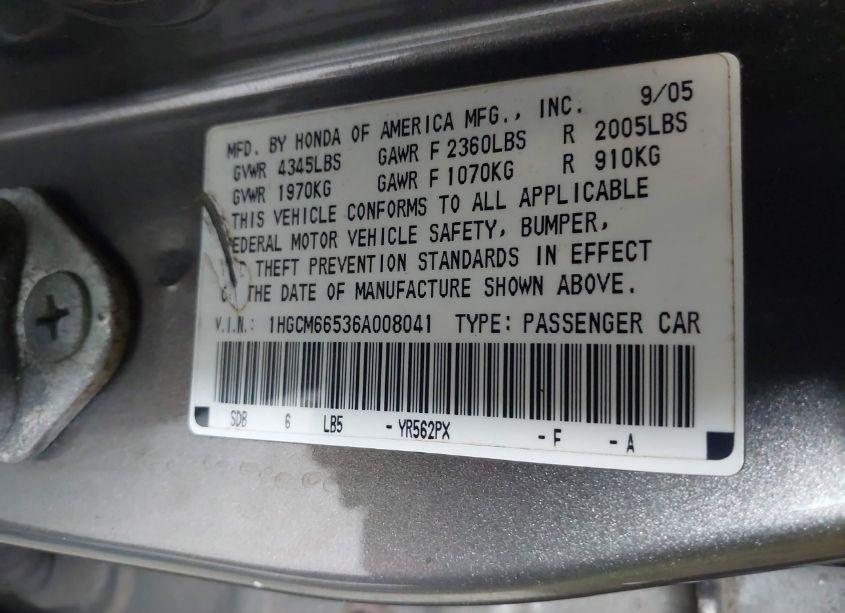 MFD. BY HONDA OF AMERICA MFG., INC. 9/05
GVWR 4345LBS GAWR F 2360LBS R 2005LBS
GVWR 1970KG GAWR F 1070KG R 910KG
THIS VEHICLE CONFORMS TO ALL APPLICABLE
FEDERAL MOTOR VEHICLE SAFETY, BUMPER,
THEFT PREVENTION STANDARDS IN EFFECT
THE DATE OF MANUFACTURE SHOWN ABOVE.
V.I.N.: 1HGCM66536A008041 TYPE: PASSENGER CAR
SDB 6 LB5 -YR562PX -F -A